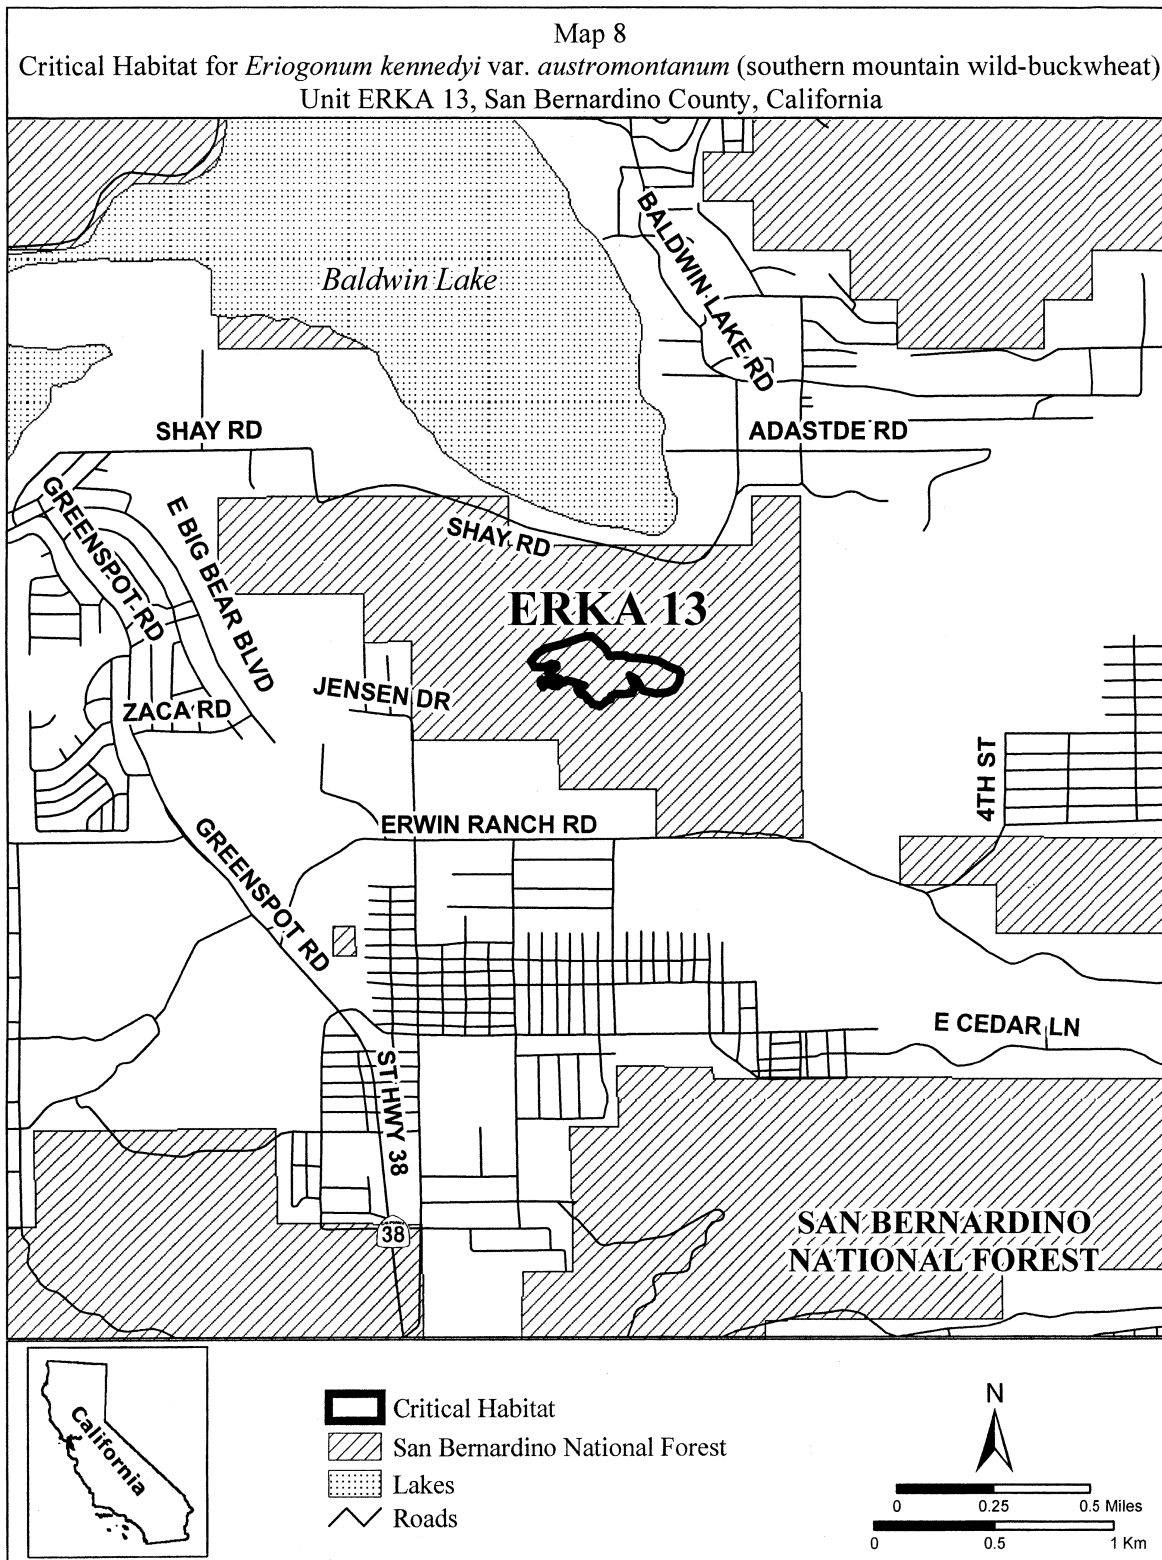 Map 8
Critical Habitat for Eriogonum kennedyi var. austromontanum (southern mountain wild-buckwheat)
Unit ERKA 13, San Bernardino County, California
Baldwin Lake
BALDWIN LAKE RD
SHAY RD
ADASTDE RD
GREENSPOT RD
E BIG BEAR BLVD
SHAY RD
ERKA 13
JENSEN DR
ZACA RD
4TH ST
ERWIN RANCH RD
GREENSPOT RD
E CEDAR LN
ST HWY 38
38
SAN BERNARDINO
NATIONAL FOREST
California
Critical Habitat
San Bernardino National Forest
Lakes
Roads
N
0 0.25 0.5 Miles
0 0.5 1 Km